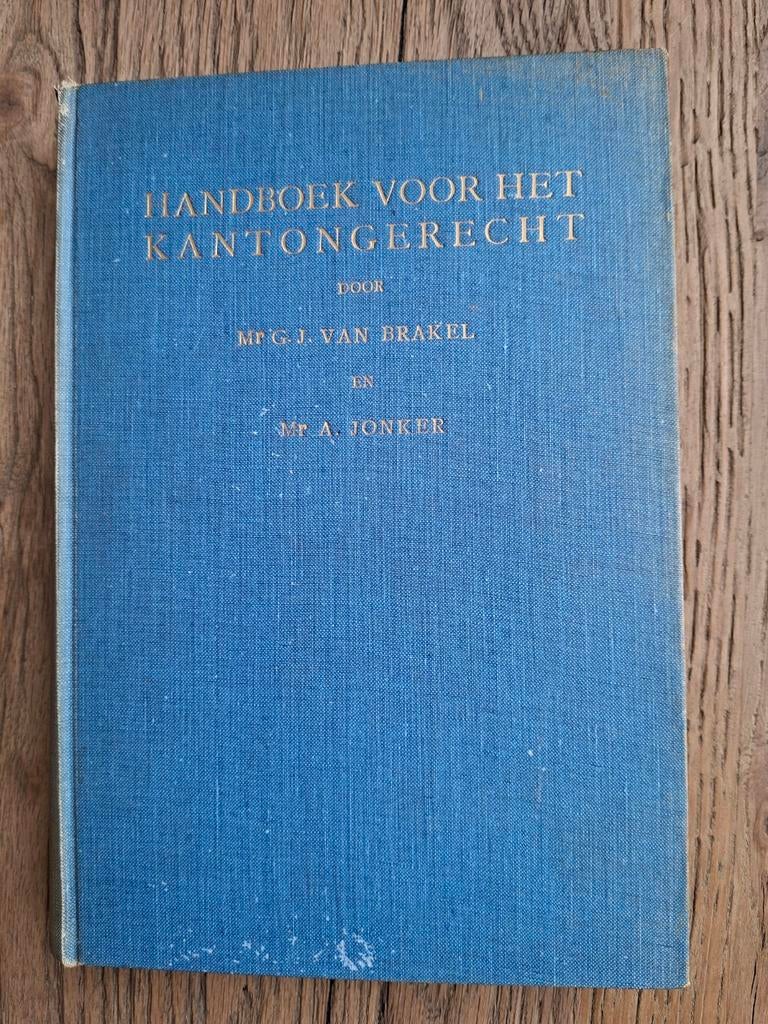 HANDBOEK VOOR HET
KANTONGERECHT
DOOR
Mr G. J. VAN BRAKEL
EN
Mr A. JONKER